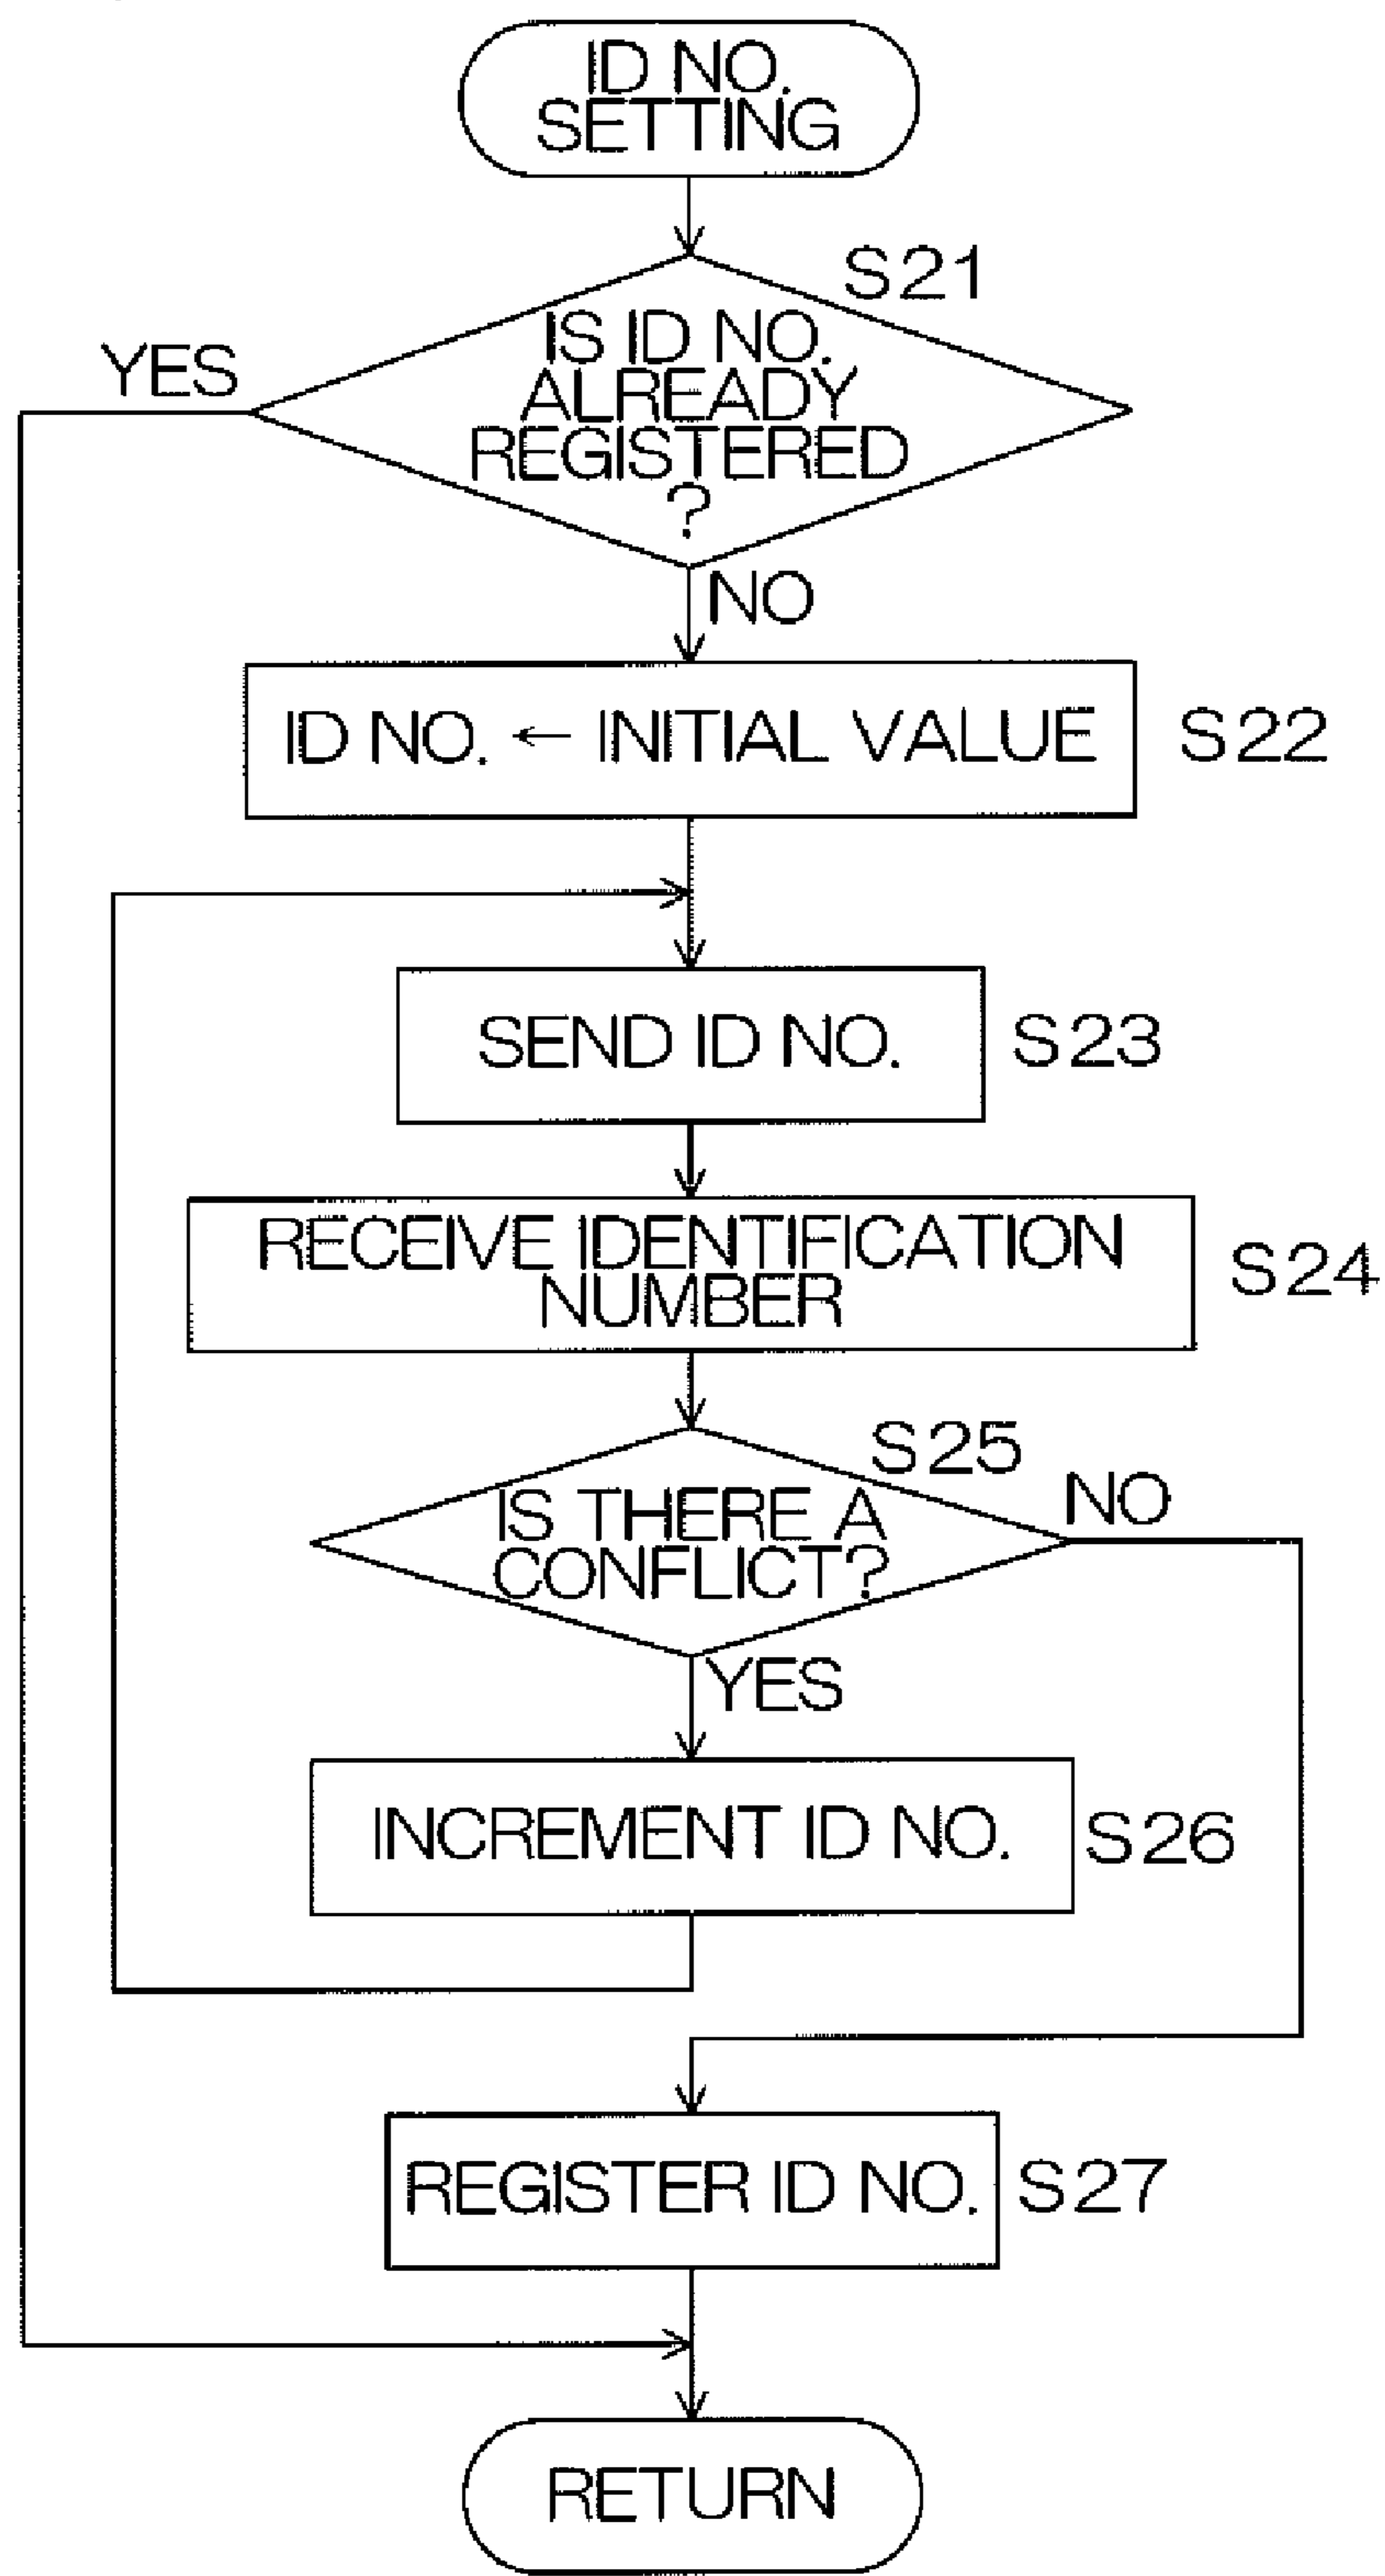 ID NO.
SETTING
S21
IS ID NO.
ALREADY
REGISTERED
?
YES
NO
ID NO. ← INITIAL VALUE
S22
SEND ID NO.
S23
RECEIVE IDENTIFICATION
NUMBER
S24
S25
IS THERE A
CONFLICT?
NO
YES
INCREMENT ID NO.
S26
REGISTER ID NO.
S27
RETURN